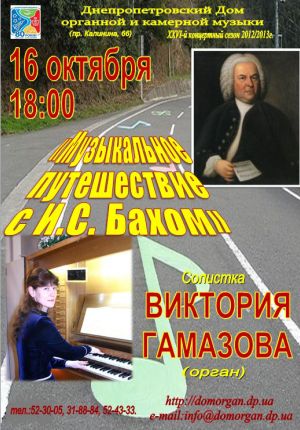 Днепропетровский Дом
органной и камерной музыки
(пр. Калинина, 66) XXVI-й концертный сезон 2012/2013г.
80
16 октября
18:00
«Музыкальное
путешествие
с И.С. Бахом»
Солистка
ВИКТОРИЯ
ГАМАЗОВА
(орган)
http://domorgan.dp.ua
тел.:52-30-05, 31-88-84, 52-43-33. e-mail.info@domorgan.dp.ua